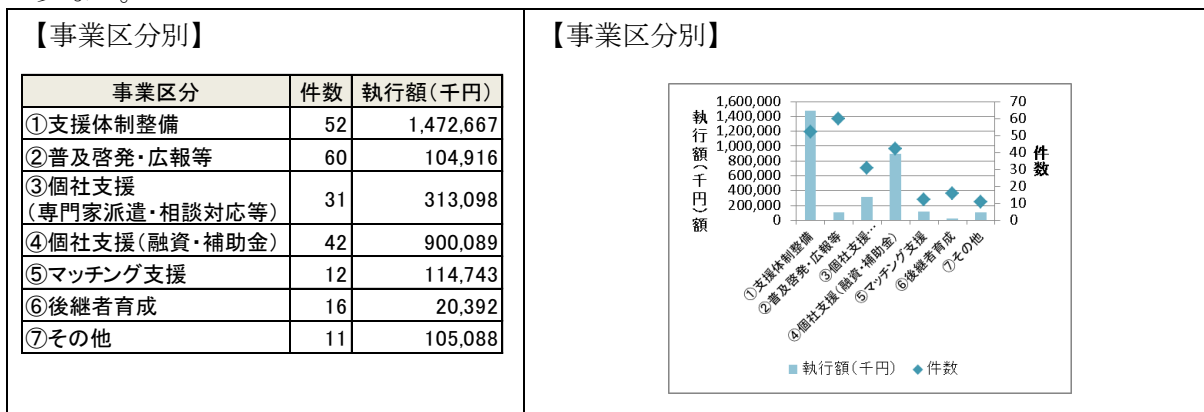 【事業区分別】
事業区分 件数 執行額(千円)
①支援体制整備 52 1,472,667
②普及啓発・広報等 60 104,916
③個社支援
(専門家派遣・相談対応等) 31 313,098
④個社支援(融資・補助金) 42 900,089
⑤マッチング支援 12 114,743
⑥後継者育成 16 20,392
⑦その他 11 105,088
【事業区分別】
執行額(千円)額
1,600,000
1,400,000
1,200,000
1,000,000
800,000
600,000
400,000
200,000
0
70
60
50
40
30
20
10
0
件数
①支援体制整備
②普及啓発・広報等
③個社支援…
④個社支援(融資・補助金)
⑤マッチング支援
⑥後継者育成
⑦その他
執行額(千円) 件数